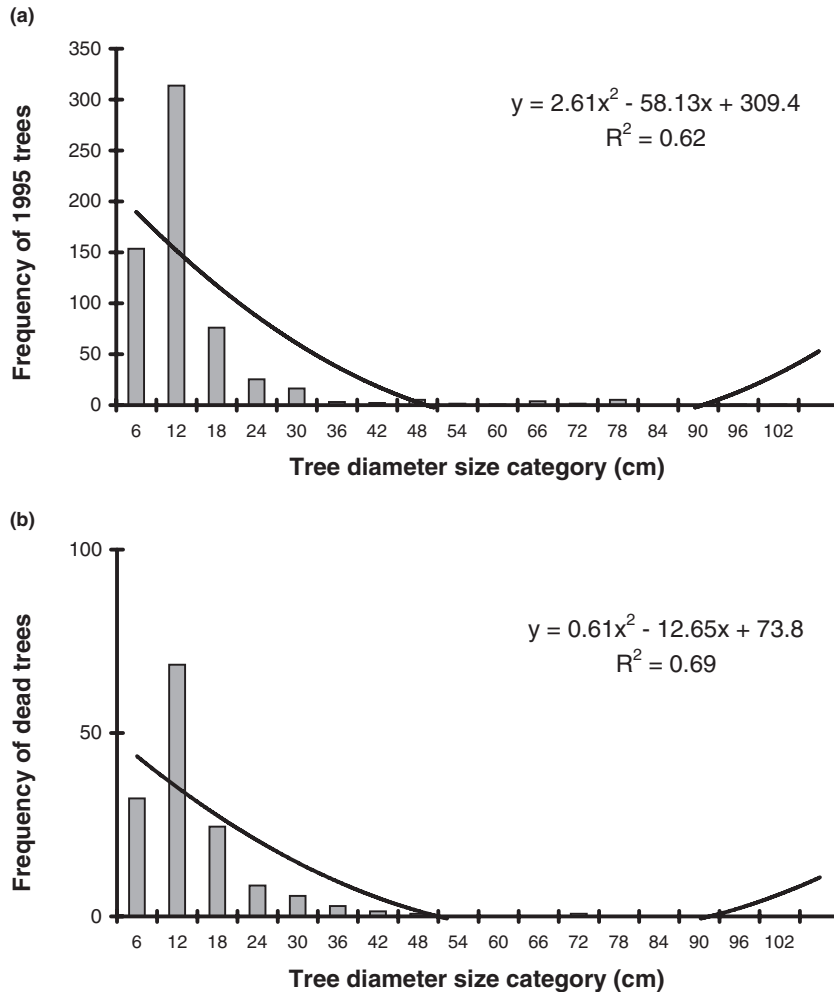 (a)
350
300
250
200
150
100
50
0
Frequency of 1995 trees
y = 2.61x² - 58.13x + 309.4
R² = 0.62
6 12 18 24 30 36 42 48 54 60 66 72 78 84 90 96 102
Tree diameter size category (cm)
(b)
100
50
0
Frequency of dead trees
y = 0.61x² - 12.65x + 73.8
R² = 0.69
6 12 18 24 30 36 42 48 54 60 66 72 78 84 90 96 102
Tree diameter size category (cm)